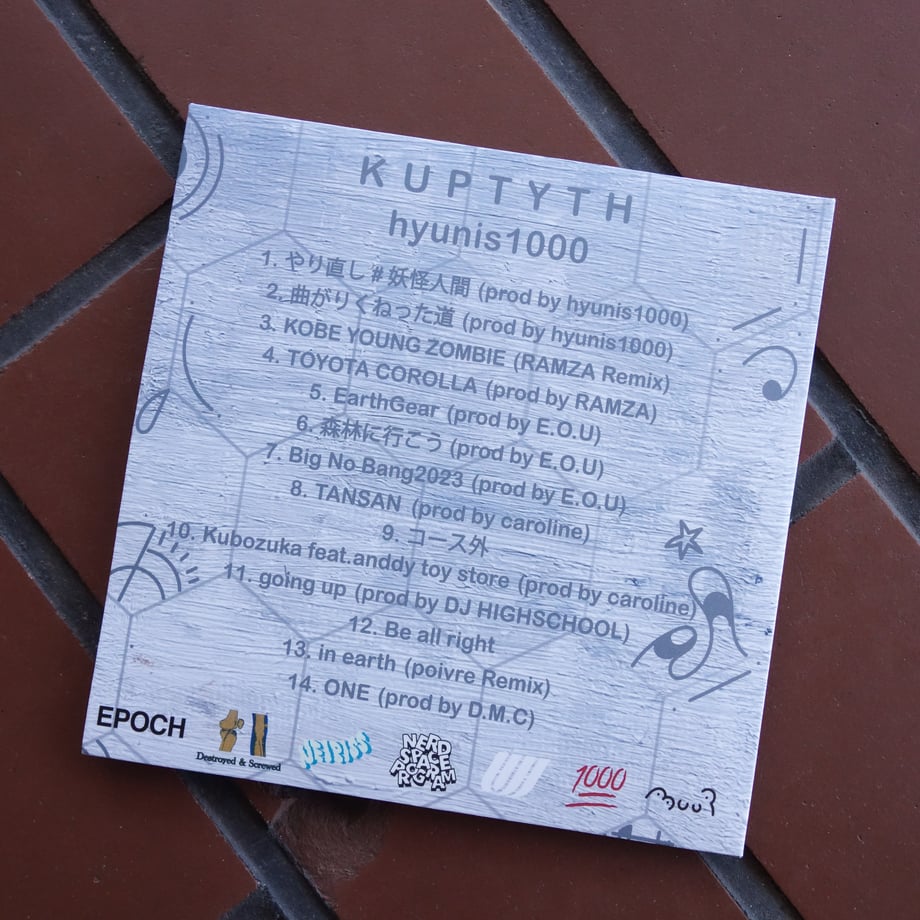 KUPTYTH
hyunis1000
1. やり直し#妖怪人間 (prod by hyunis1000)
2. 曲がりくねった道 (prod by hyunis1000)
3. KOBE YOUNG ZOMBIE (RAMZA Remix)
4. TOYOTA COROLLA (prod by RAMZA)
5. EarthGear (prod by E.O.U)
6. 森林に行こう (prod by E.O.U)
7. Big No Bang2023 (prod by E.O.U)
8. TANSAN (prod by caroline)
9. コース外
10. Kubozuka feat.anddy toy store (prod by caroline)
11. going up (prod by DJ HIGHSCHOOL)
12. Be all right
13. in earth (poivre Remix)
14. ONE (prod by D.M.C)
EPOCH
Destroyed & Screwed
NERD SPACE PROGRAM
1000